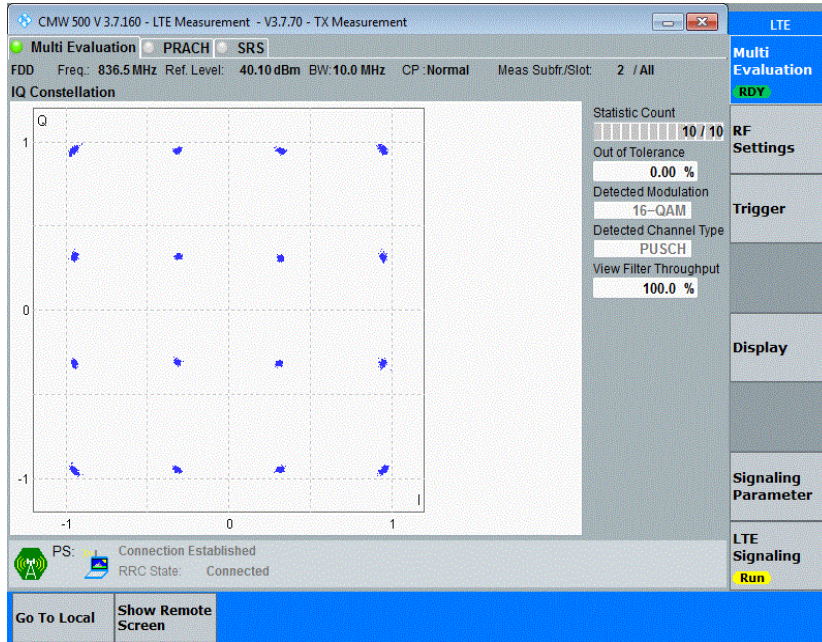 CMW 500 V 3.7.160 - LTE Measurement - V3.7.70 - TX Measurement
LTE
Multi Evaluation PRACH SRS
Multi
Evaluation
RDY
FDD Freq.: 836.5 MHz Ref. Level: 40.10 dBm BW: 10.0 MHz CP : Normal Meas Subfr./Slot: 2 / All
IQ Constellation
Q
1
0
-1
I
-1 0 1
Statistic Count
10 / 10
Out of Tolerance
0.00 %
Detected Modulation
16-QAM
Detected Channel Type
PUSCH
View Filter Throughput
100.0 %
RF
Settings
Trigger
Display
Signaling
Parameter
LTE
Signaling
Run
PS: Connection Established
RRC State: Connected
Go To Local
Show Remote
Screen